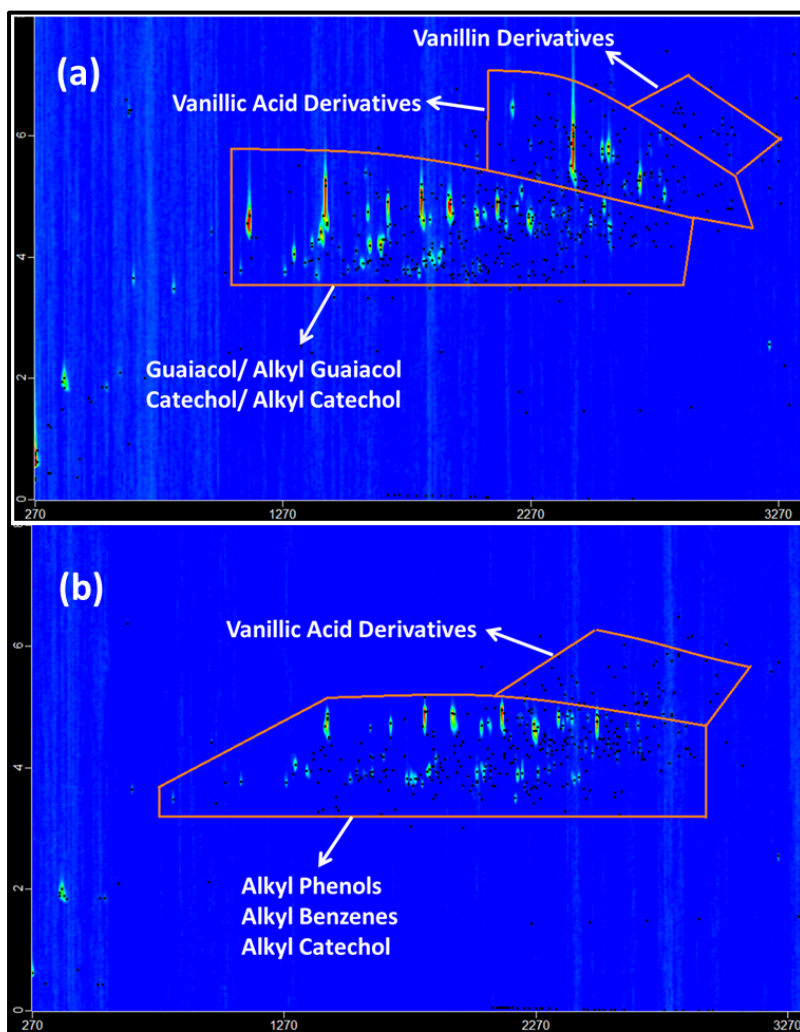 (a)
Vanillin Derivatives
Vanillic Acid Derivatives
6
4
Guaiacol/ Alkyl Guaiacol
Catechol/ Alkyl Catechol
2
0
270 1270 2270 3270
(b)
Vanillic Acid Derivatives
6
4
Alkyl Phenols
Alkyl Benzenes
Alkyl Catechol
2
0
270 1270 2270 3270